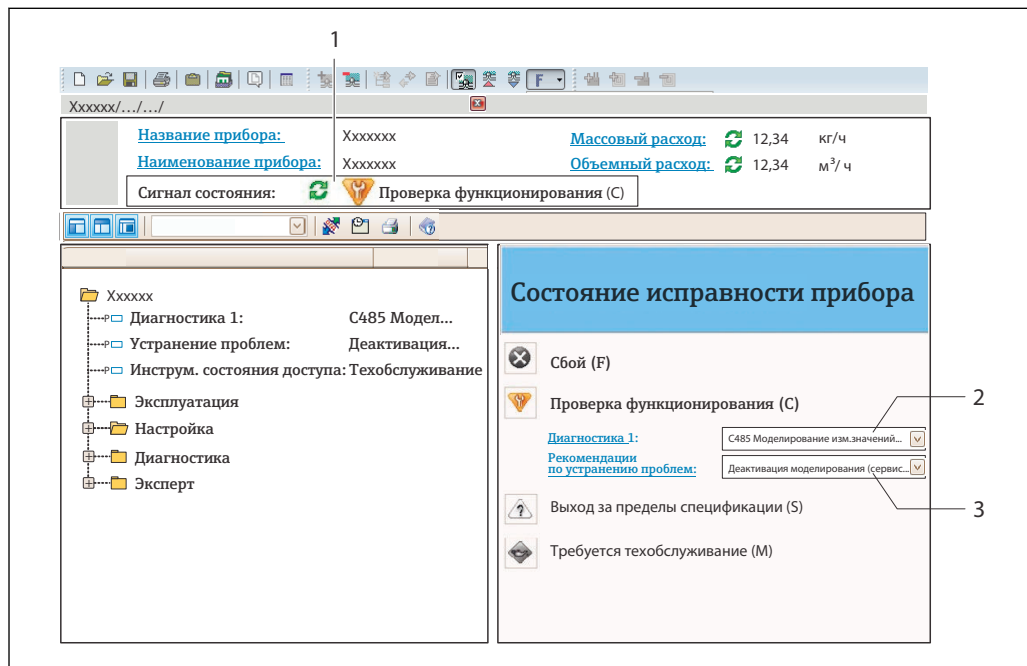 1
F
Xxxxxx/.../.../
Название прибора: Xxxxxxx Массовый расход: 12,34 кг/ч
Наименование прибора: Xxxxxxx Объемный расход: 12,34 м³/ ч
Сигнал состояния: Проверка функционирования (C)
Xxxxxx
P Диагностика 1: C485 Модел...
P Устранение проблем: Деактивация...
P Инструм. состояния доступа: Техобслуживание
Эксплуатация
Настройка
Диагностика
Эксперт
Состояние исправности прибора
Сбой (F)
Проверка функционирования (C)
Диагностика 1: C485 Моделирование изм.значений...
Рекомендации
по устранению проблем: Деактивация моделирования (сервис...
Выход за пределы спецификации (S)
Требуется техобслуживание (M)
2
3